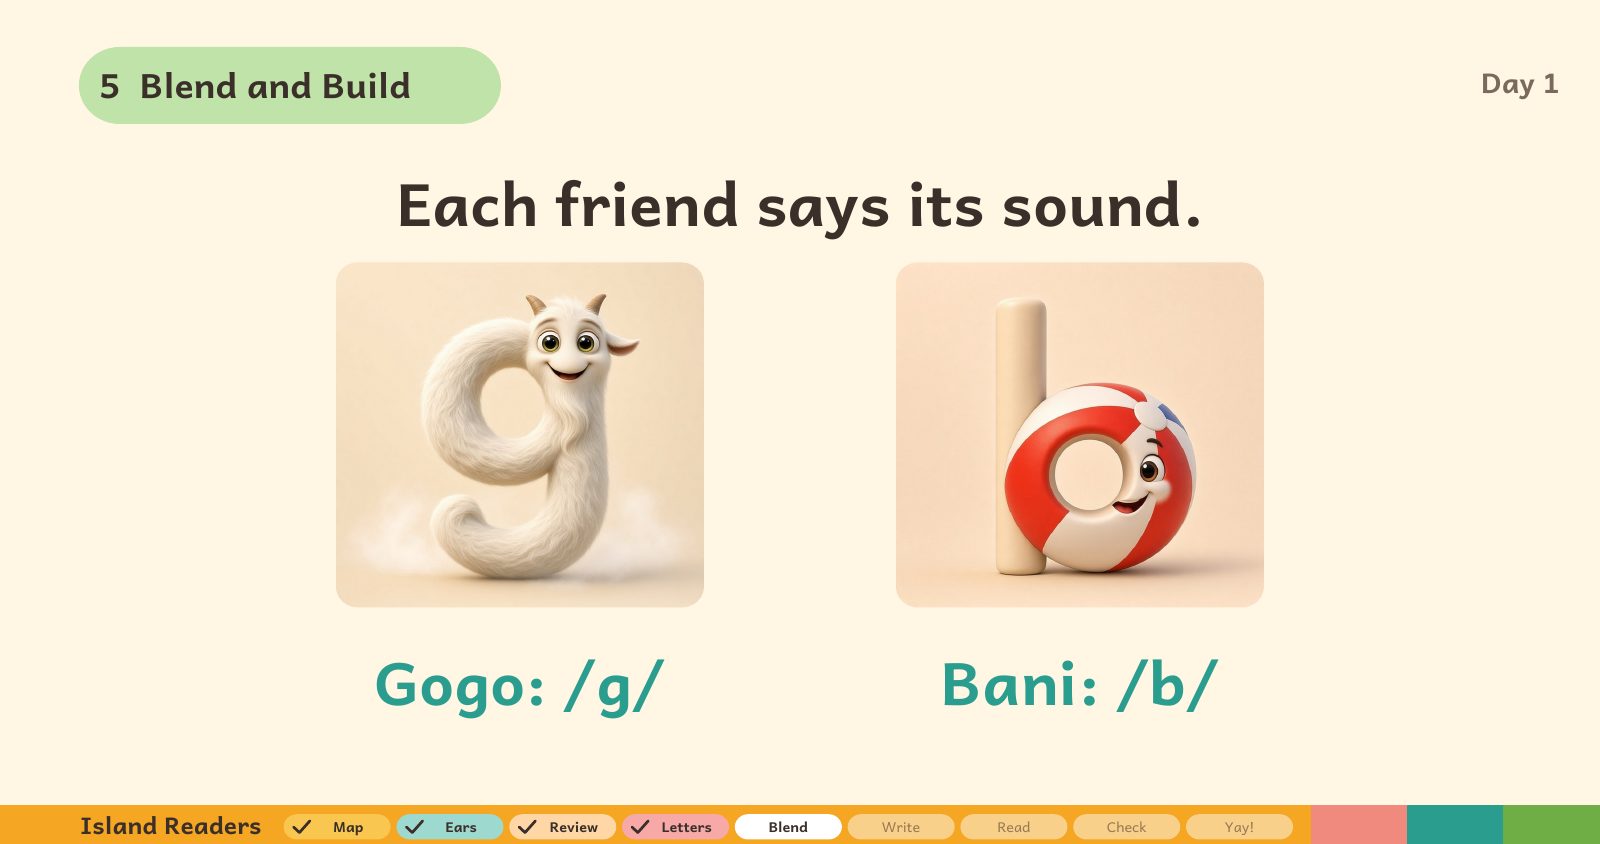 5 Blend and Build
Day 1
Each friend says its sound.
Gogo: /g/
Bani: /b/
Island Readers
Map
Ears
Review
Letters
Blend
Write
Read
Check
Yay!